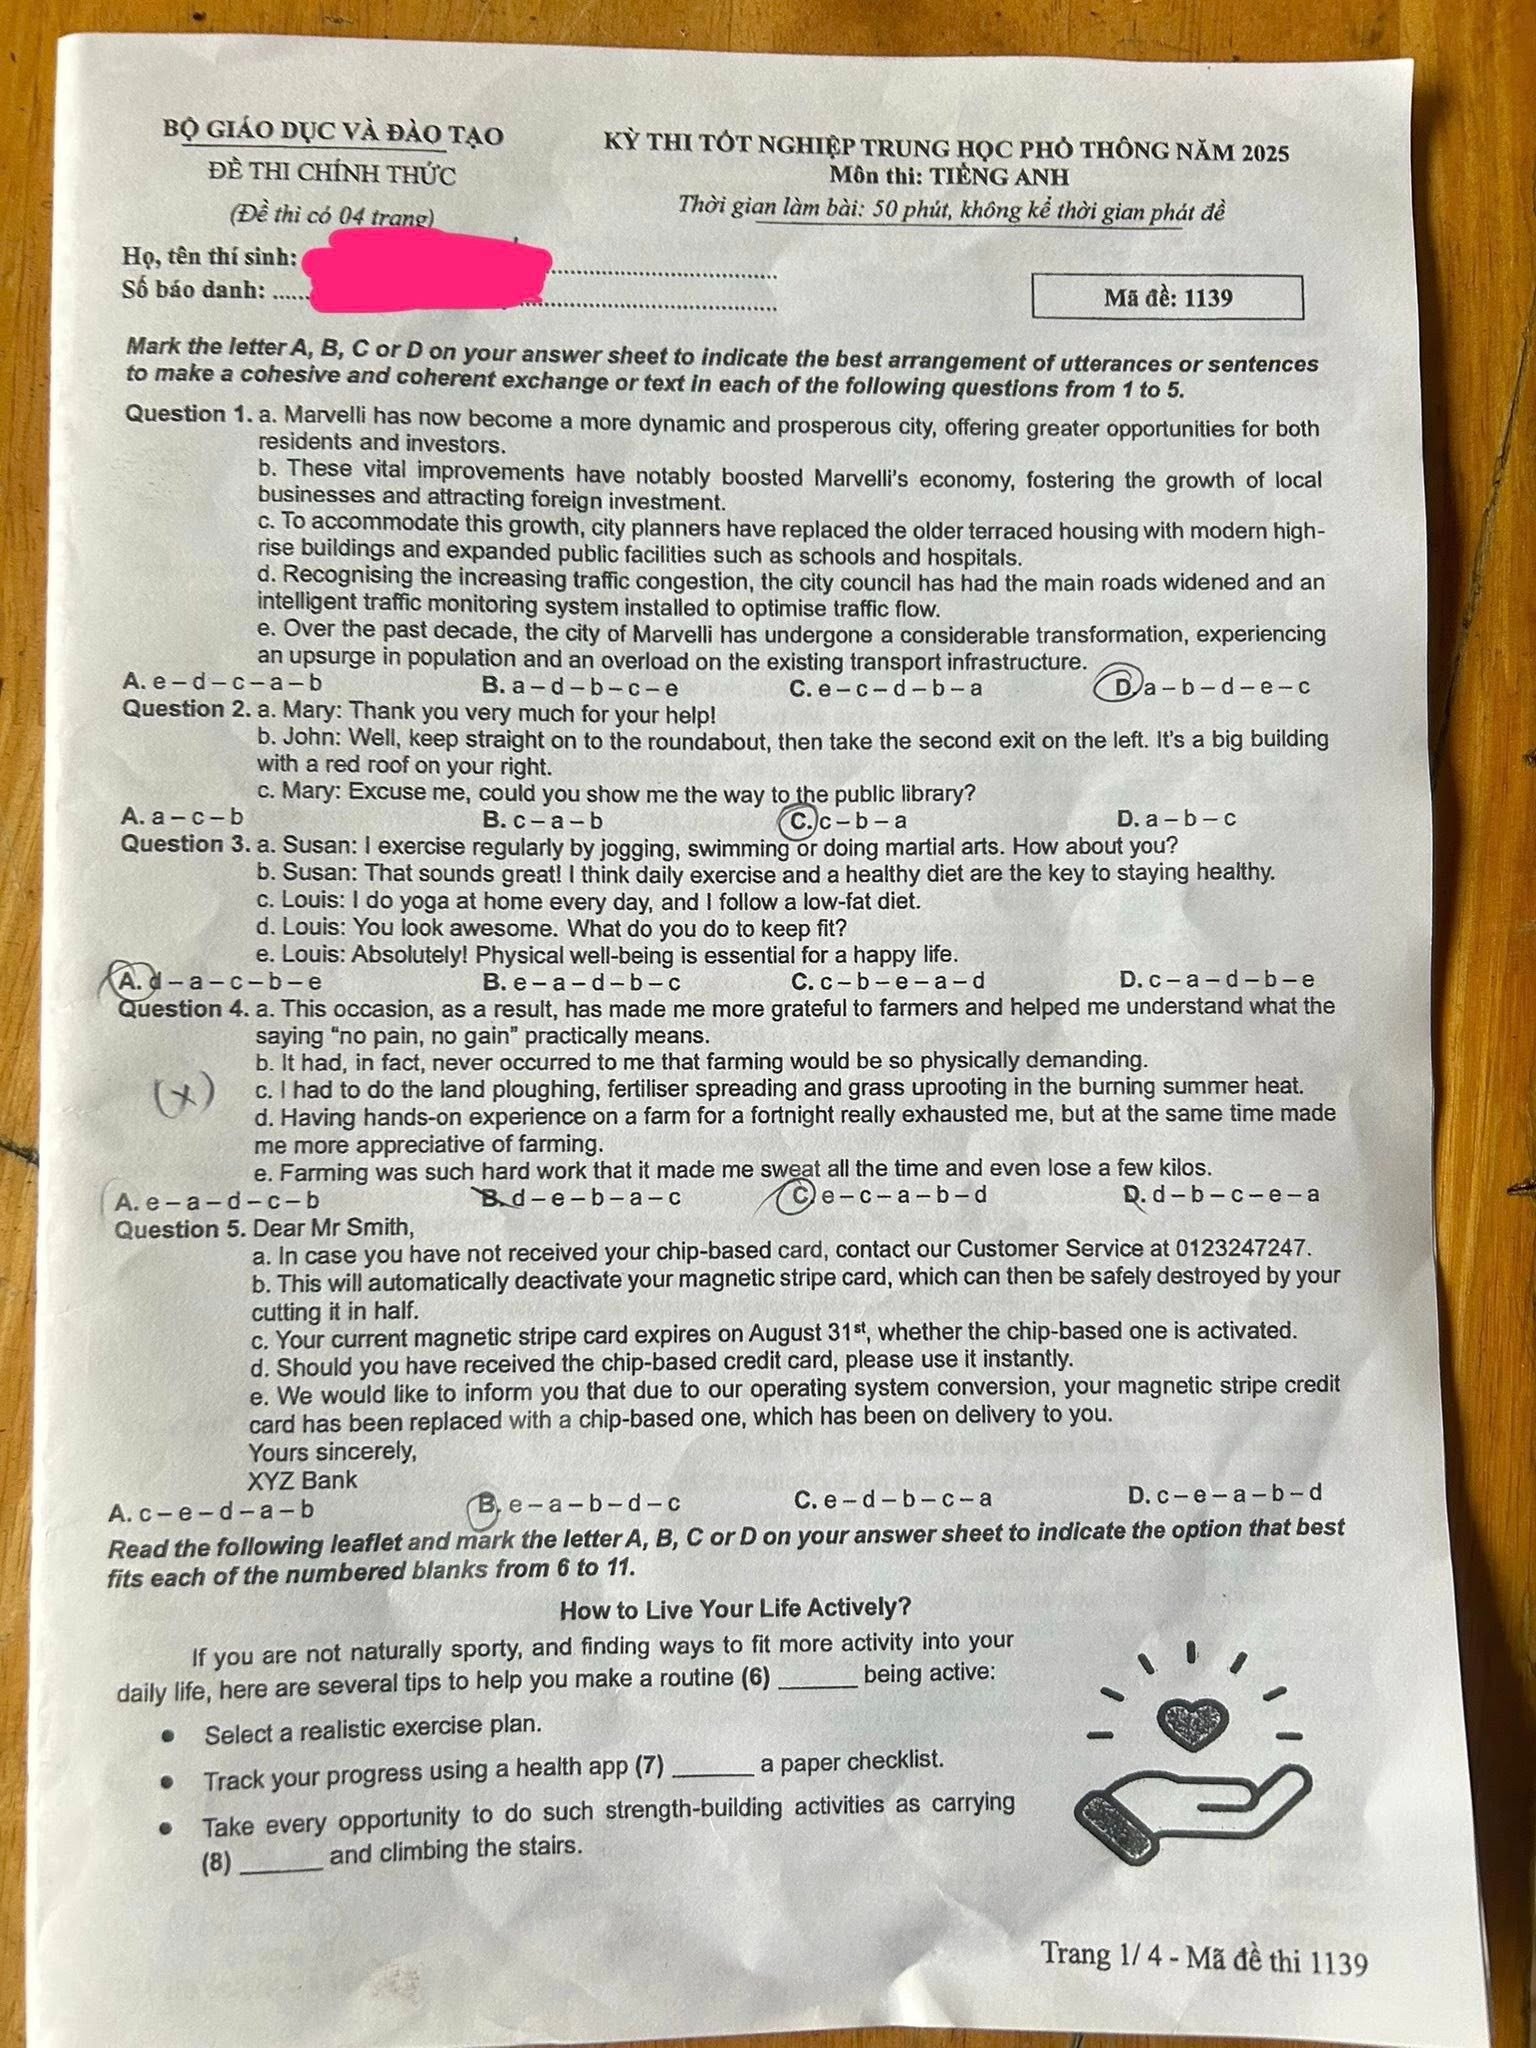 BỘ GIÁO DỤC VÀ ĐÀO TẠO
ĐỀ THI CHÍNH THỨC
(Đề thi có 04 trang)
KỲ THI TỐT NGHIỆP TRUNG HỌC PHỔ THÔNG NĂM 2025
Môn thi: TIẾNG ANH
Thời gian làm bài: 50 phút, không kể thời gian phát đề
Họ, tên thí sinh:
Số báo danh: ......
Mã đề: 1139
Mark the letter A, B, C or D on your answer sheet to indicate the best arrangement of utterances or sentences
to make a cohesive and coherent exchange or text in each of the following questions from 1 to 5.
Question 1. a. Marvelli has now become a more dynamic and prosperous city, offering greater opportunities for both
residents and investors.
b. These vital improvements have notably boosted Marvelli's economy, fostering the growth of local
businesses and attracting foreign investment.
c. To accommodate this growth, city planners have replaced the older terraced housing with modern high-
rise buildings and expanded public facilities such as schools and hospitals.
d. Recognising the increasing traffic congestion, the city council has had the main roads widened and an
intelligent traffic monitoring system installed to optimise traffic flow.
e. Over the past decade, the city of Marvelli has undergone a considerable transformation, experiencing
an upsurge in population and an overload on the existing transport infrastructure.
A. e – d – c – a – b B. a – d – b – c – e C. e – c – d – b – a D. a – b – d – e – c
Question 2. a. Mary: Thank you very much for your help!
b. John: Well, keep straight on to the roundabout, then take the second exit on the left. It's a big building
with a red roof on your right.
c. Mary: Excuse me, could you show me the way to the public library?
A. a – c – b B. c – a – b C. c – b – a D. a – b – c
Question 3. a. Susan: I exercise regularly by jogging, swimming or doing martial arts. How about you?
b. Susan: That sounds great! I think daily exercise and a healthy diet are the key to staying healthy.
c. Louis: I do yoga at home every day, and I follow a low-fat diet.
d. Louis: You look awesome. What do you do to keep fit?
e. Louis: Absolutely! Physical well-being is essential for a happy life.
A. d – a – c – b – e B. e – a – d – b – c C. c – b – e – a – d D. c – a – d – b – e
Question 4. a. This occasion, as a result, has made me more grateful to farmers and helped me understand what the
saying "no pain, no gain" practically means.
b. It had, in fact, never occurred to me that farming would be so physically demanding.
(x) c. I had to do the land ploughing, fertiliser spreading and grass uprooting in the burning summer heat.
d. Having hands-on experience on a farm for a fortnight really exhausted me, but at the same time made
me more appreciative of farming.
e. Farming was such hard work that it made me sweat all the time and even lose a few kilos.
A. e – a – d – c – b B. d – e – b – a – c C. e – c – a – b – d D. d – b – c – e – a
Question 5. Dear Mr Smith,
a. In case you have not received your chip-based card, contact our Customer Service at 0123247247.
b. This will automatically deactivate your magnetic stripe card, which can then be safely destroyed by your
cutting it in half.
c. Your current magnetic stripe card expires on August 31st, whether the chip-based one is activated.
d. Should you have received the chip-based credit card, please use it instantly.
e. We would like to inform you that due to our operating system conversion, your magnetic stripe credit
card has been replaced with a chip-based one, which has been on delivery to you.
Yours sincerely,
XYZ Bank
A. c – e – d – a – b B. e – a – b – d – c C. e – d – b – c – a D. c – e – a – b – d
Read the following leaflet and mark the letter A, B, C or D on your answer sheet to indicate the option that best
fits each of the numbered blanks from 6 to 11.
How to Live Your Life Actively?
If you are not naturally sporty, and finding ways to fit more activity into your
daily life, here are several tips to help you make a routine (6) ______ being active:
• Select a realistic exercise plan.
• Track your progress using a health app (7) ______ a paper checklist.
• Take every opportunity to do such strength-building activities as carrying
(8) ______ and climbing the stairs.
Trang 1/ 4 - Mã đề thi 1139